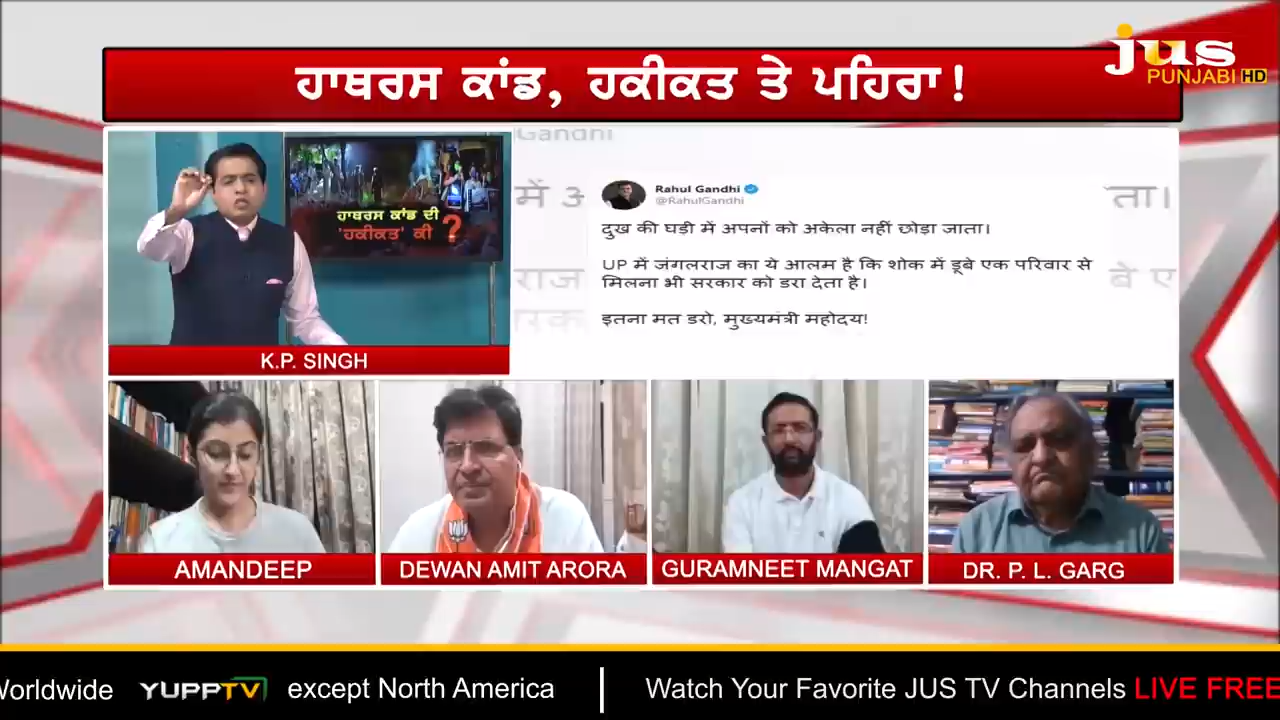 jus
PUNJABI HD
ਹਾਥਰਸ ਕਾਂਡ, ਹਕੀਕਤ ਤੇ ਪਹਿਰਾ!
Gandhi
ਹਾਥਰਸ ਕਾਂਡ ਦੀ
'ਹਕੀਕਤ' ਕੀ ?
में
ता।
राज
बे ए
Rahul Gandhi
@RahulGandhi
दुख की घड़ी में अपनों को अकेला नहीं छोड़ा जाता।
UP में जंगलराज का ये आलम है कि शोक में डूबे एक परिवार से
मिलना भी सरकार को डरा देता है।
इतना मत डरो, मुख्यमंत्री महोदय!
K.P. SINGH
AMANDEEP
DEWAN AMIT ARORA
GURAMNEET MANGAT
DR. P. L. GARG
Worldwide YUPPTV except North America | Watch Your Favorite JUS TV Channels LIVE FREE